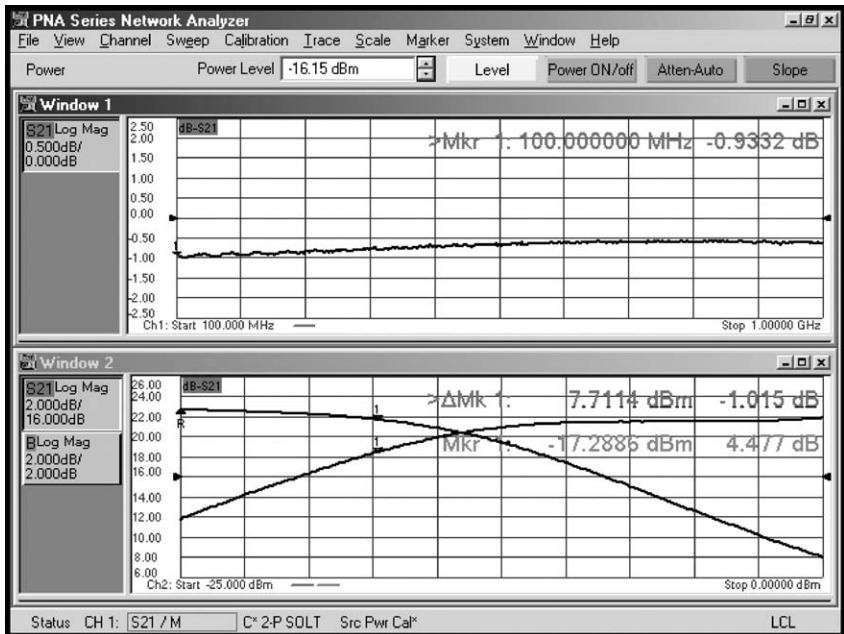 PNA Series Network Analyzer
File View Channel Sweep Calibration Trace Scale Marker System Window Help
Power Power Level -16.15 dBm Level Power ON/off Atten-Auto Slope
Window 1
S21 Log Mag
0.500dB/
0.000dB
dB-S21
>Mkr 1: 100.000000 MHz -0.9332 dB
2.50
2.00
1.50
1.00
0.50
0.00
-0.50
-1.00
-1.50
-2.00
-2.50
1
Ch1: Start 100.000 MHz Stop 1.00000 GHz
Window 2
S21 Log Mag
2.000dB/
16.000dB
B Log Mag
2.000dB/
2.000dB
dB-S21
>ΔMk 1: 7.7114 dBm -1.015 dB
Mkr 1: -17.2886 dBm 4.477 dB
26.00
24.00
22.00
20.00
18.00
16.00
14.00
12.00
10.00
8.00
6.00
R
1
1
Ch2: Start -25.000 dBm Stop 0.00000 dBm
Status CH 1: S21 / M C* 2-P SOLT Src Pwr Cal* LCL